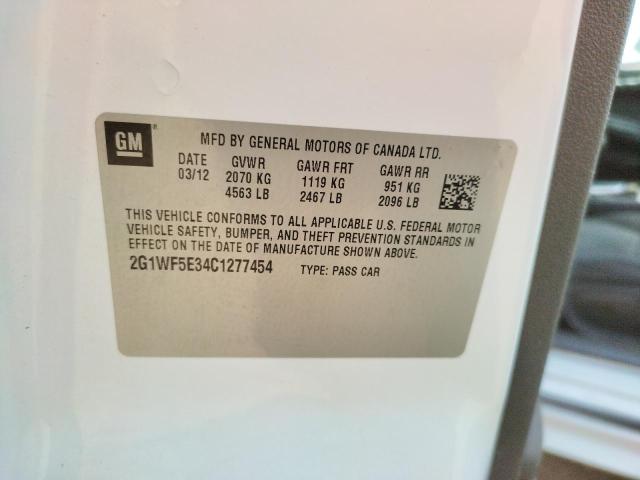 GM
MFD BY GENERAL MOTORS OF CANADA LTD.
DATE GVWR GAWR FRT GAWR RR
03/12 2070 KG 1119 KG 951 KG
4563 LB 2467 LB 2096 LB
THIS VEHICLE CONFORMS TO ALL APPLICABLE U.S. FEDERAL MOTOR
VEHICLE SAFETY, BUMPER, AND THEFT PREVENTION STANDARDS IN
EFFECT ON THE DATE OF MANUFACTURE SHOWN ABOVE.
2G1WF5E34C1277454 TYPE: PASS CAR